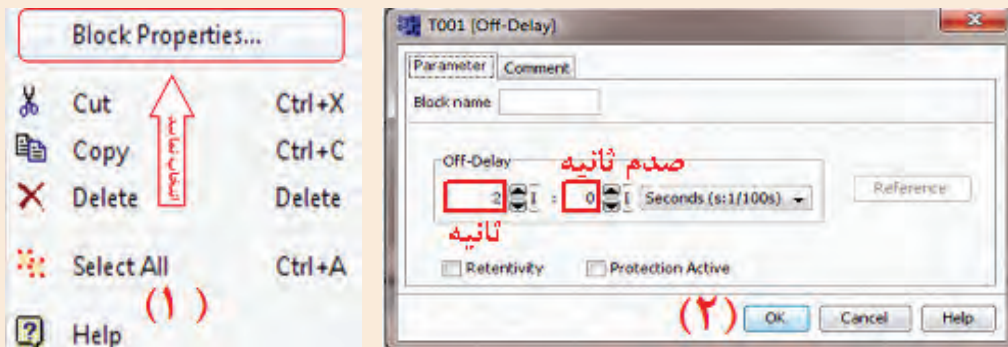 Block Properties...
Cut Ctrl+X
Copy Ctrl+C
Delete Delete
Select All Ctrl+A
(۱)
Help
انتخاب نمایید
T001 [Off-Delay]
Parameter Comment
Block name
Off-Delay
صدم ثانیه
2 : 0 Seconds (s:1/100s)
Reference
ثانیه
Retentivity Protection Active
(۲) OK Cancel Help